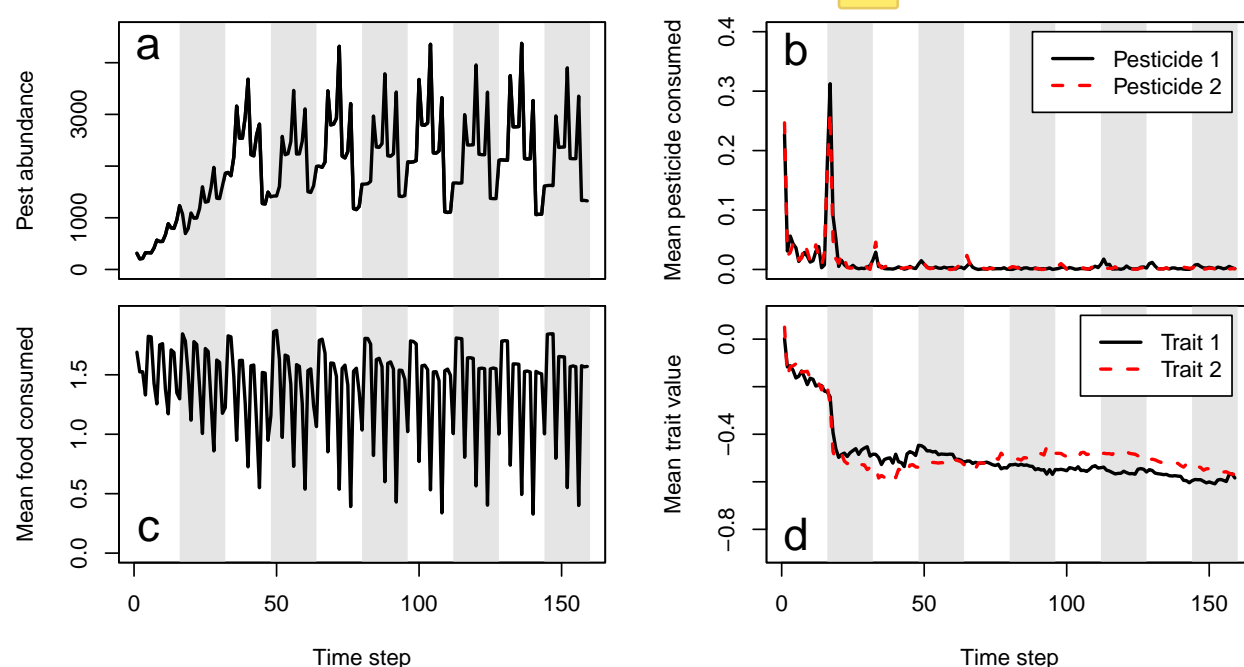 a
Pest abundance
0
1000
3000
b
Mean pesticide consumed
0.0
0.1
0.2
0.3
0.4
Pesticide 1
Pesticide 2
c
Mean food consumed
0.0
0.5
1.0
1.5
0
50
100
150
Time step
d
Mean trait value
−0.8
−0.4
0.0
Trait 1
Trait 2
0
50
100
150
Time step